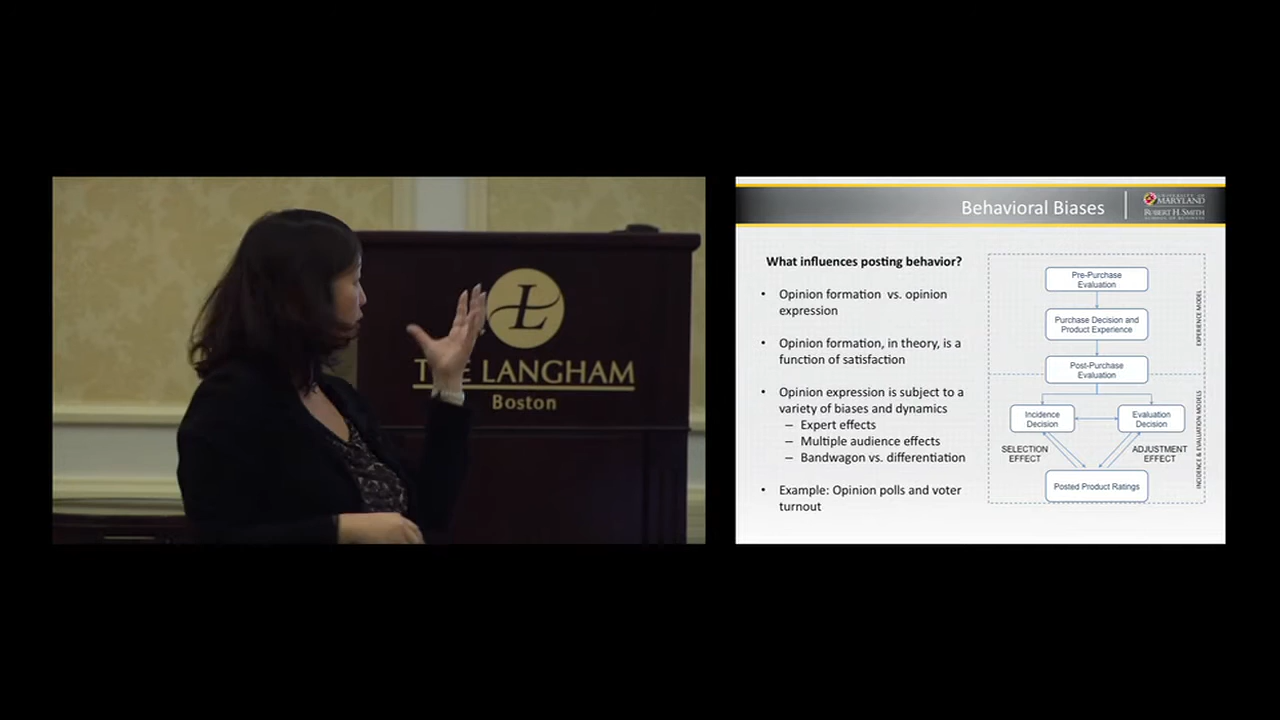 THE LANGHAM
Boston
Behavioral Biases
UNIVERSITY OF
MARYLAND
ROBERT H. SMITH
SCHOOL OF BUSINESS
What influences posting behavior?
• Opinion formation vs. opinion
expression
• Opinion formation, in theory, is a
function of satisfaction
• Opinion expression is subject to a
variety of biases and dynamics
– Expert effects
– Multiple audience effects
– Bandwagon vs. differentiation
• Example: Opinion polls and voter
turnout
Pre-Purchase
Evaluation
Purchase Decision and
Product Experience
Post-Purchase
Evaluation
Incidence
Decision
Evaluation
Decision
SELECTION
EFFECT
ADJUSTMENT
EFFECT
Posted Product Ratings
EXPERIENCE MODEL
INCIDENCE & EVALUATION MODELS